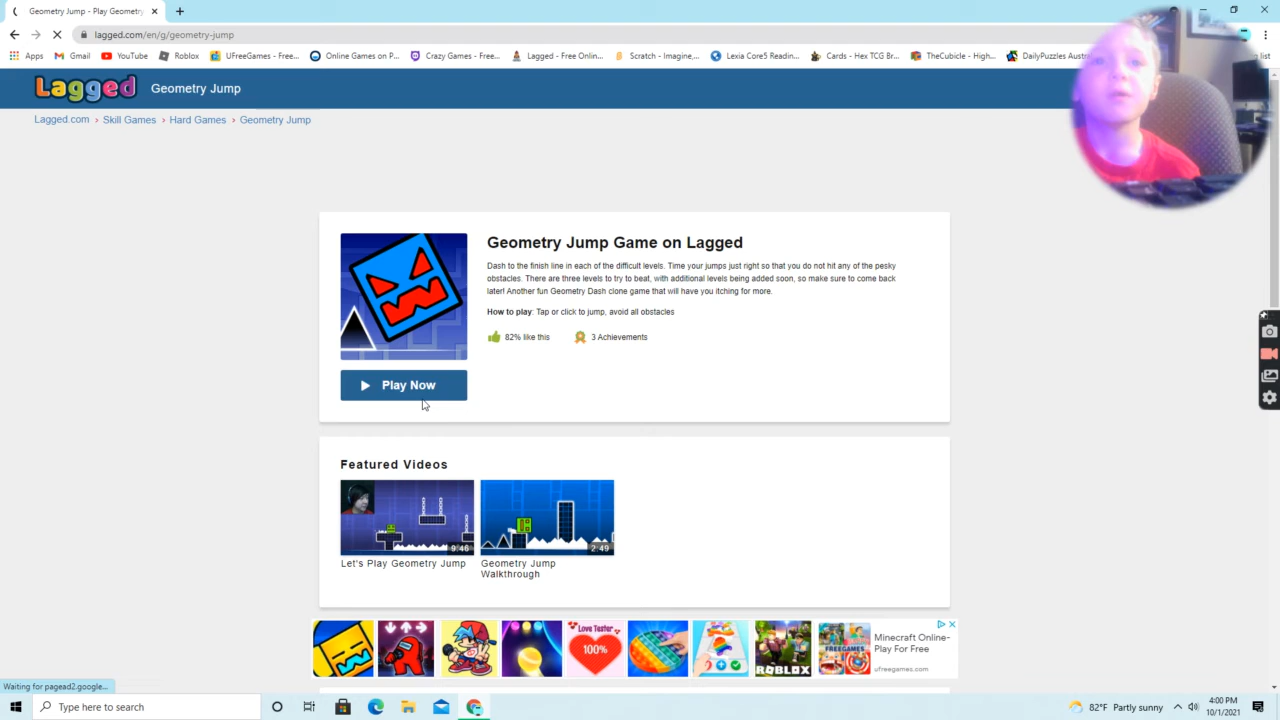 Geometry Jump - Play Geometry
lagged.com/en/g/geometry-jump
Apps Gmail YouTube Roblox UFreeGames - Free... Online Games on P... Crazy Games - Free... Lagged - Free Onlin... Scratch - Imagine,... Lexia Core5 Readin... Cards - Hex TCG Br... TheCubicle - High... DailyPuzzles Austra list
Lagged Geometry Jump
Lagged.com › Skill Games › Hard Games › Geometry Jump
Geometry Jump Game on Lagged
Dash to the finish line in each of the difficult levels. Time your jumps just right so that you do not hit any of the pesky
obstacles. There are three levels to try to beat, with additional levels being added soon, so make sure to come back
later! Another fun Geometry Dash clone game that will have you itching for more.
How to play: Tap or click to jump, avoid all obstacles
82% like this 3 Achievements
Play Now
Featured Videos
9:46
2:49
Let's Play Geometry Jump
Geometry Jump
Walkthrough
Love Tester
100%
ROBLOX
FREEGAMES
Minecraft Online-
Play For Free
ufreegames.com
Waiting for pagead2.google...
Type here to search
82°F Partly sunny
4:00 PM
10/1/2021